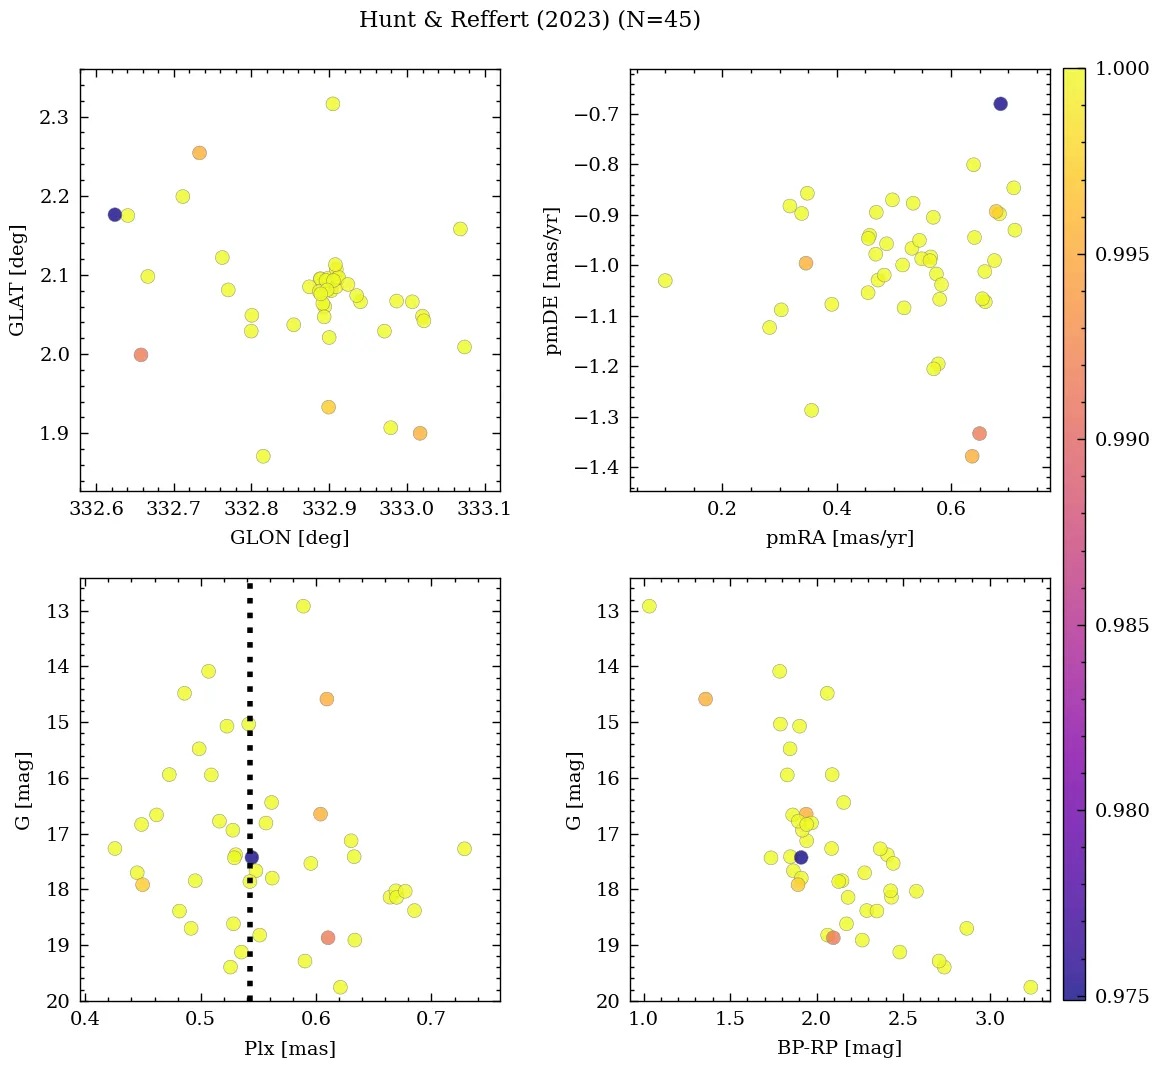 Hunt & Reffert (2023) (N=45)
2.3
2.2
2.1
2.0
1.9
GLAT [deg]
332.6 332.7 332.8 332.9 333.0 333.1
GLON [deg]
−0.7
−0.8
−0.9
−1.0
−1.1
−1.2
−1.3
−1.4
pmDE [mas/yr]
0.2 0.4 0.6
pmRA [mas/yr]
13
14
15
16
17
18
19
20
G [mag]
0.4 0.5 0.6 0.7
Plx [mas]
13
14
15
16
17
18
19
20
G [mag]
1.0 1.5 2.0 2.5 3.0
BP-RP [mag]
1.000
0.995
0.990
0.985
0.980
0.975